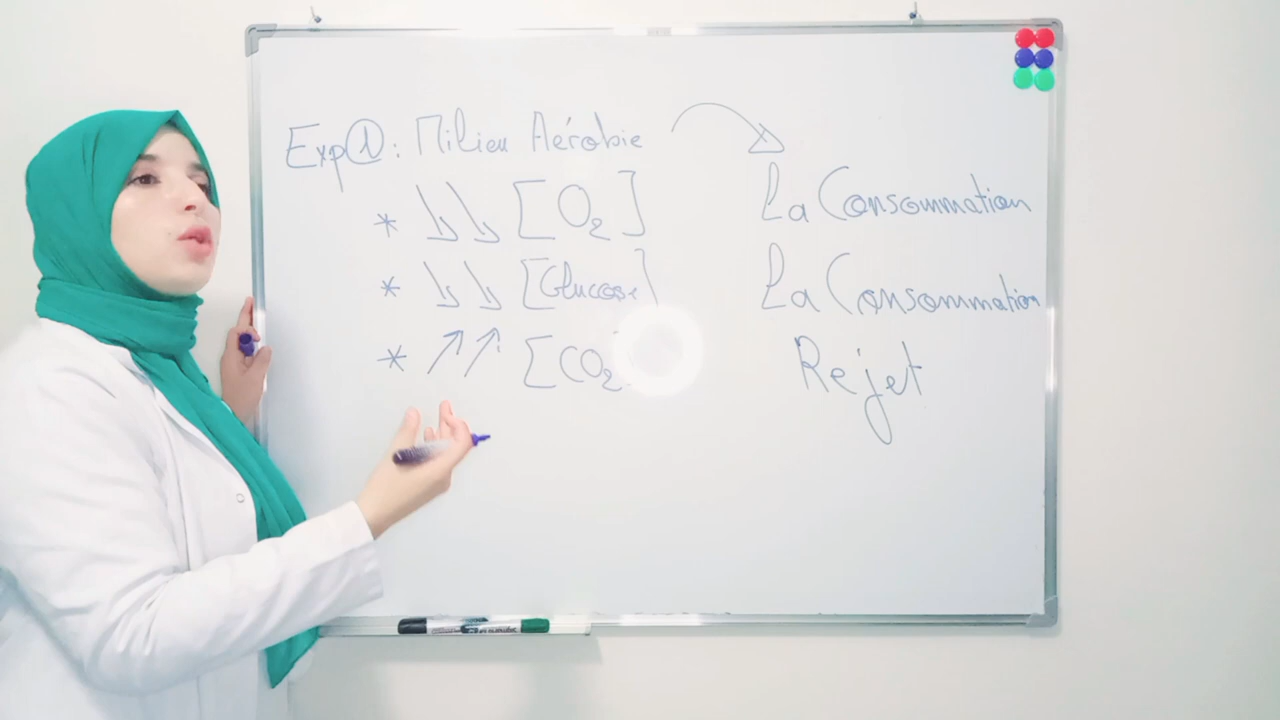 Exp①: Milieu Aérobie
* ↘↘ [O₂] La Consommation
* ↘↘ [Glucose] La Consommation
* ↗↗ [CO₂ Rejet